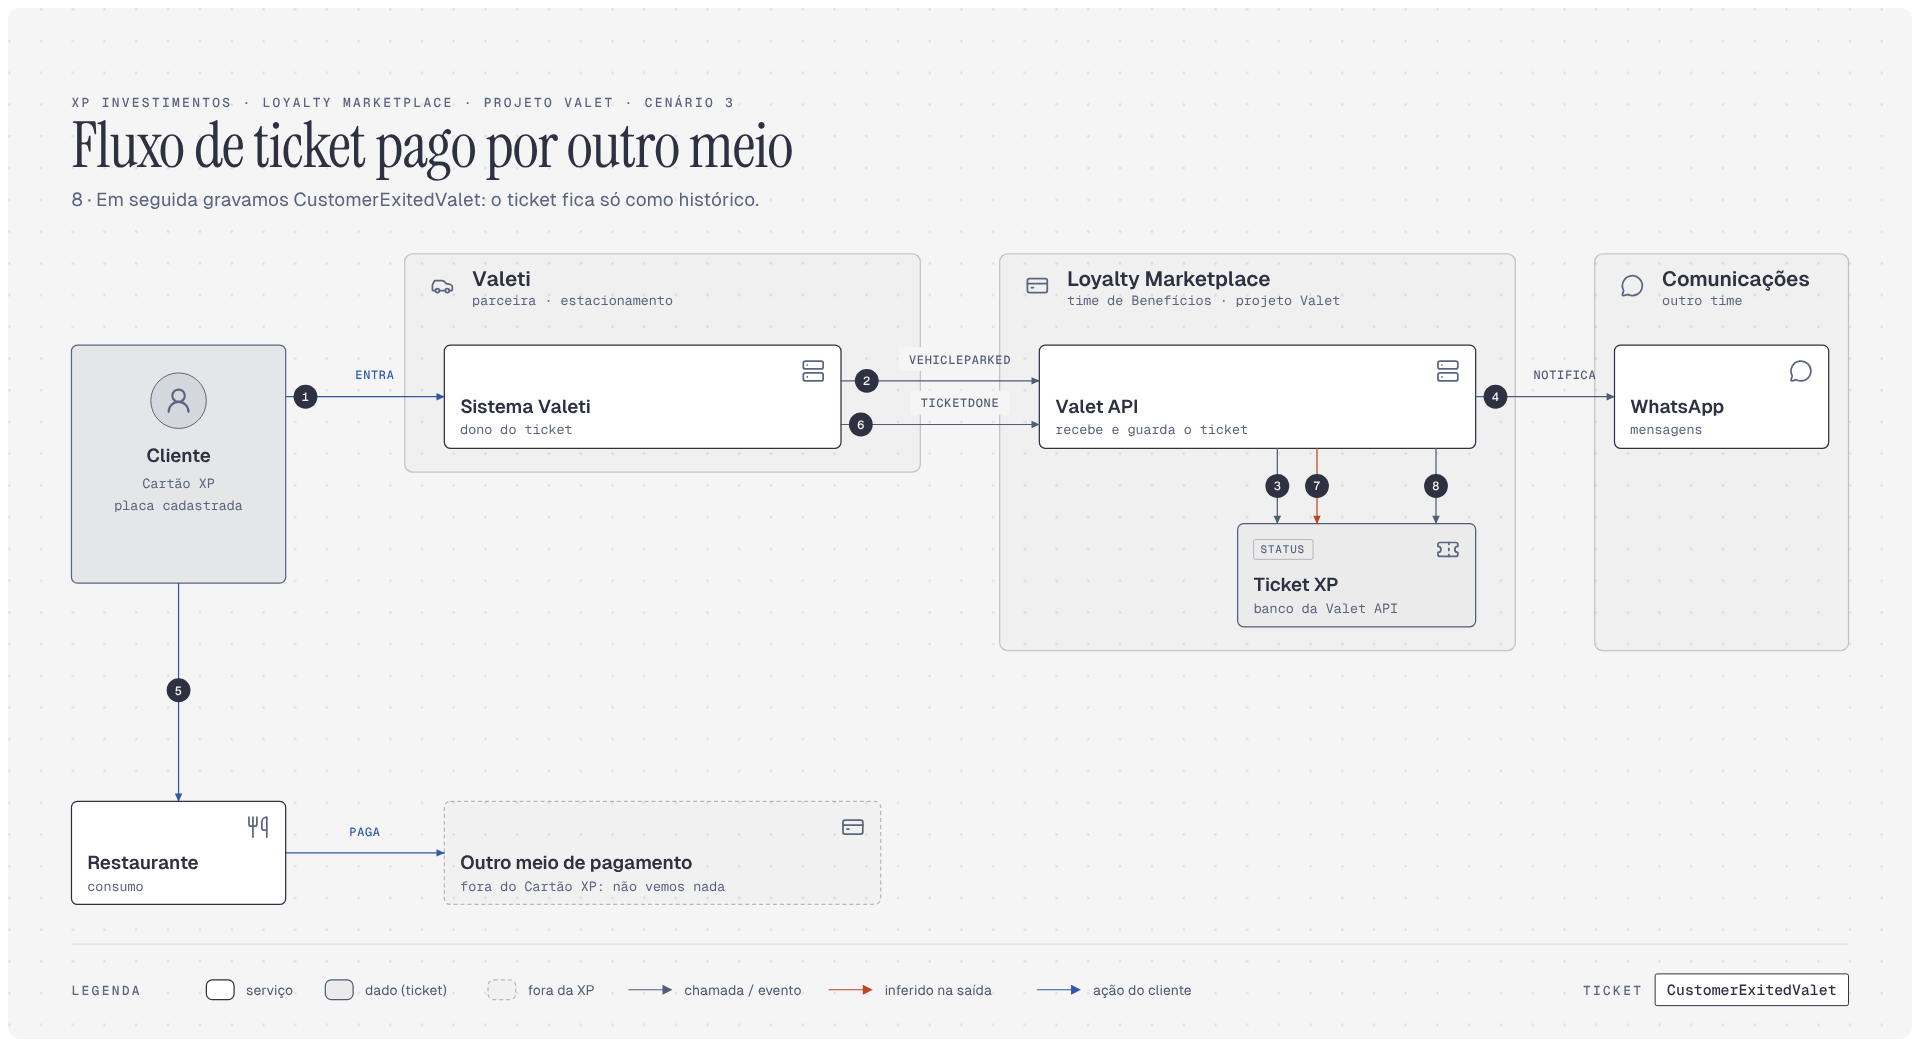 XP INVESTIMENTOS · LOYALTY MARKETPLACE · PROJETO VALET · CENÁRIO 3
Fluxo de ticket pago por outro meio
8 · Em seguida gravamos CustomerExitedValet: o ticket fica só como histórico.
Valeti
parceira · estacionamento
Loyalty Marketplace
time de Benefícios · projeto Valet
Comunicações
outro time
Cliente
Cartão XP
placa cadastrada
1
ENTRA
Sistema Valeti
dono do ticket
2
VEHICLEPARKED
6
TICKETDONE
Valet API
recebe e guarda o ticket
4
NOTIFICA
WhatsApp
mensagens
3
7
8
STATUS
Ticket XP
banco da Valet API
5
Restaurante
consumo
PAGA
Outro meio de pagamento
fora do Cartão XP: não vemos nada
LEGENDA
serviço
dado (ticket)
fora da XP
chamada / evento
inferido na saída
ação do cliente
TICKET
CustomerExitedValet